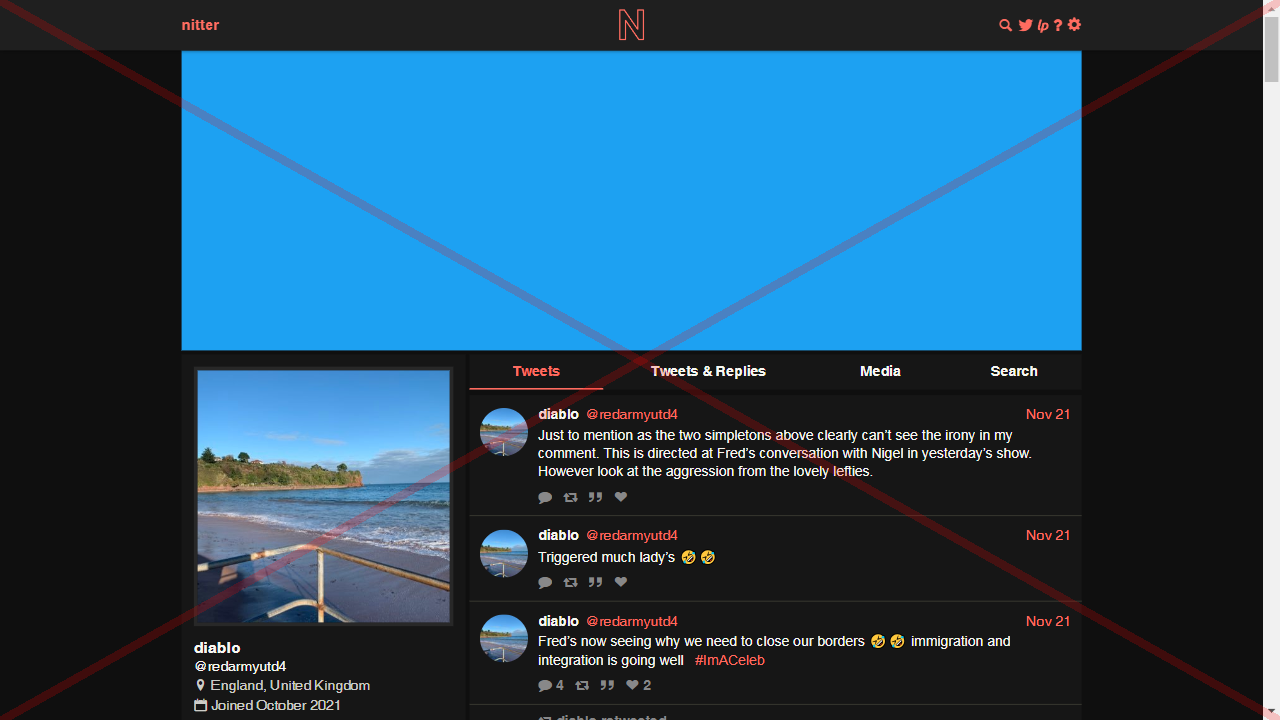 nitter
N
lp ?
Tweets
Tweets & Replies
Media
Search
diablo @redarmyutd4 Nov 21
Just to mention as the two simpletons above clearly can’t see the irony in my
comment. This is directed at Fred’s conversation with Nigel in yesterday’s show.
However look at the aggression from the lovely lefties.
diablo @redarmyutd4 Nov 21
Triggered much lady’s 🤣 🤣
diablo @redarmyutd4 Nov 21
Fred’s now seeing why we need to close our borders 🤣 🤣 immigration and
integration is going well #ImACeleb
4 2
diablo retweeted
diablo
@redarmyutd4
England, United Kingdom
Joined October 2021